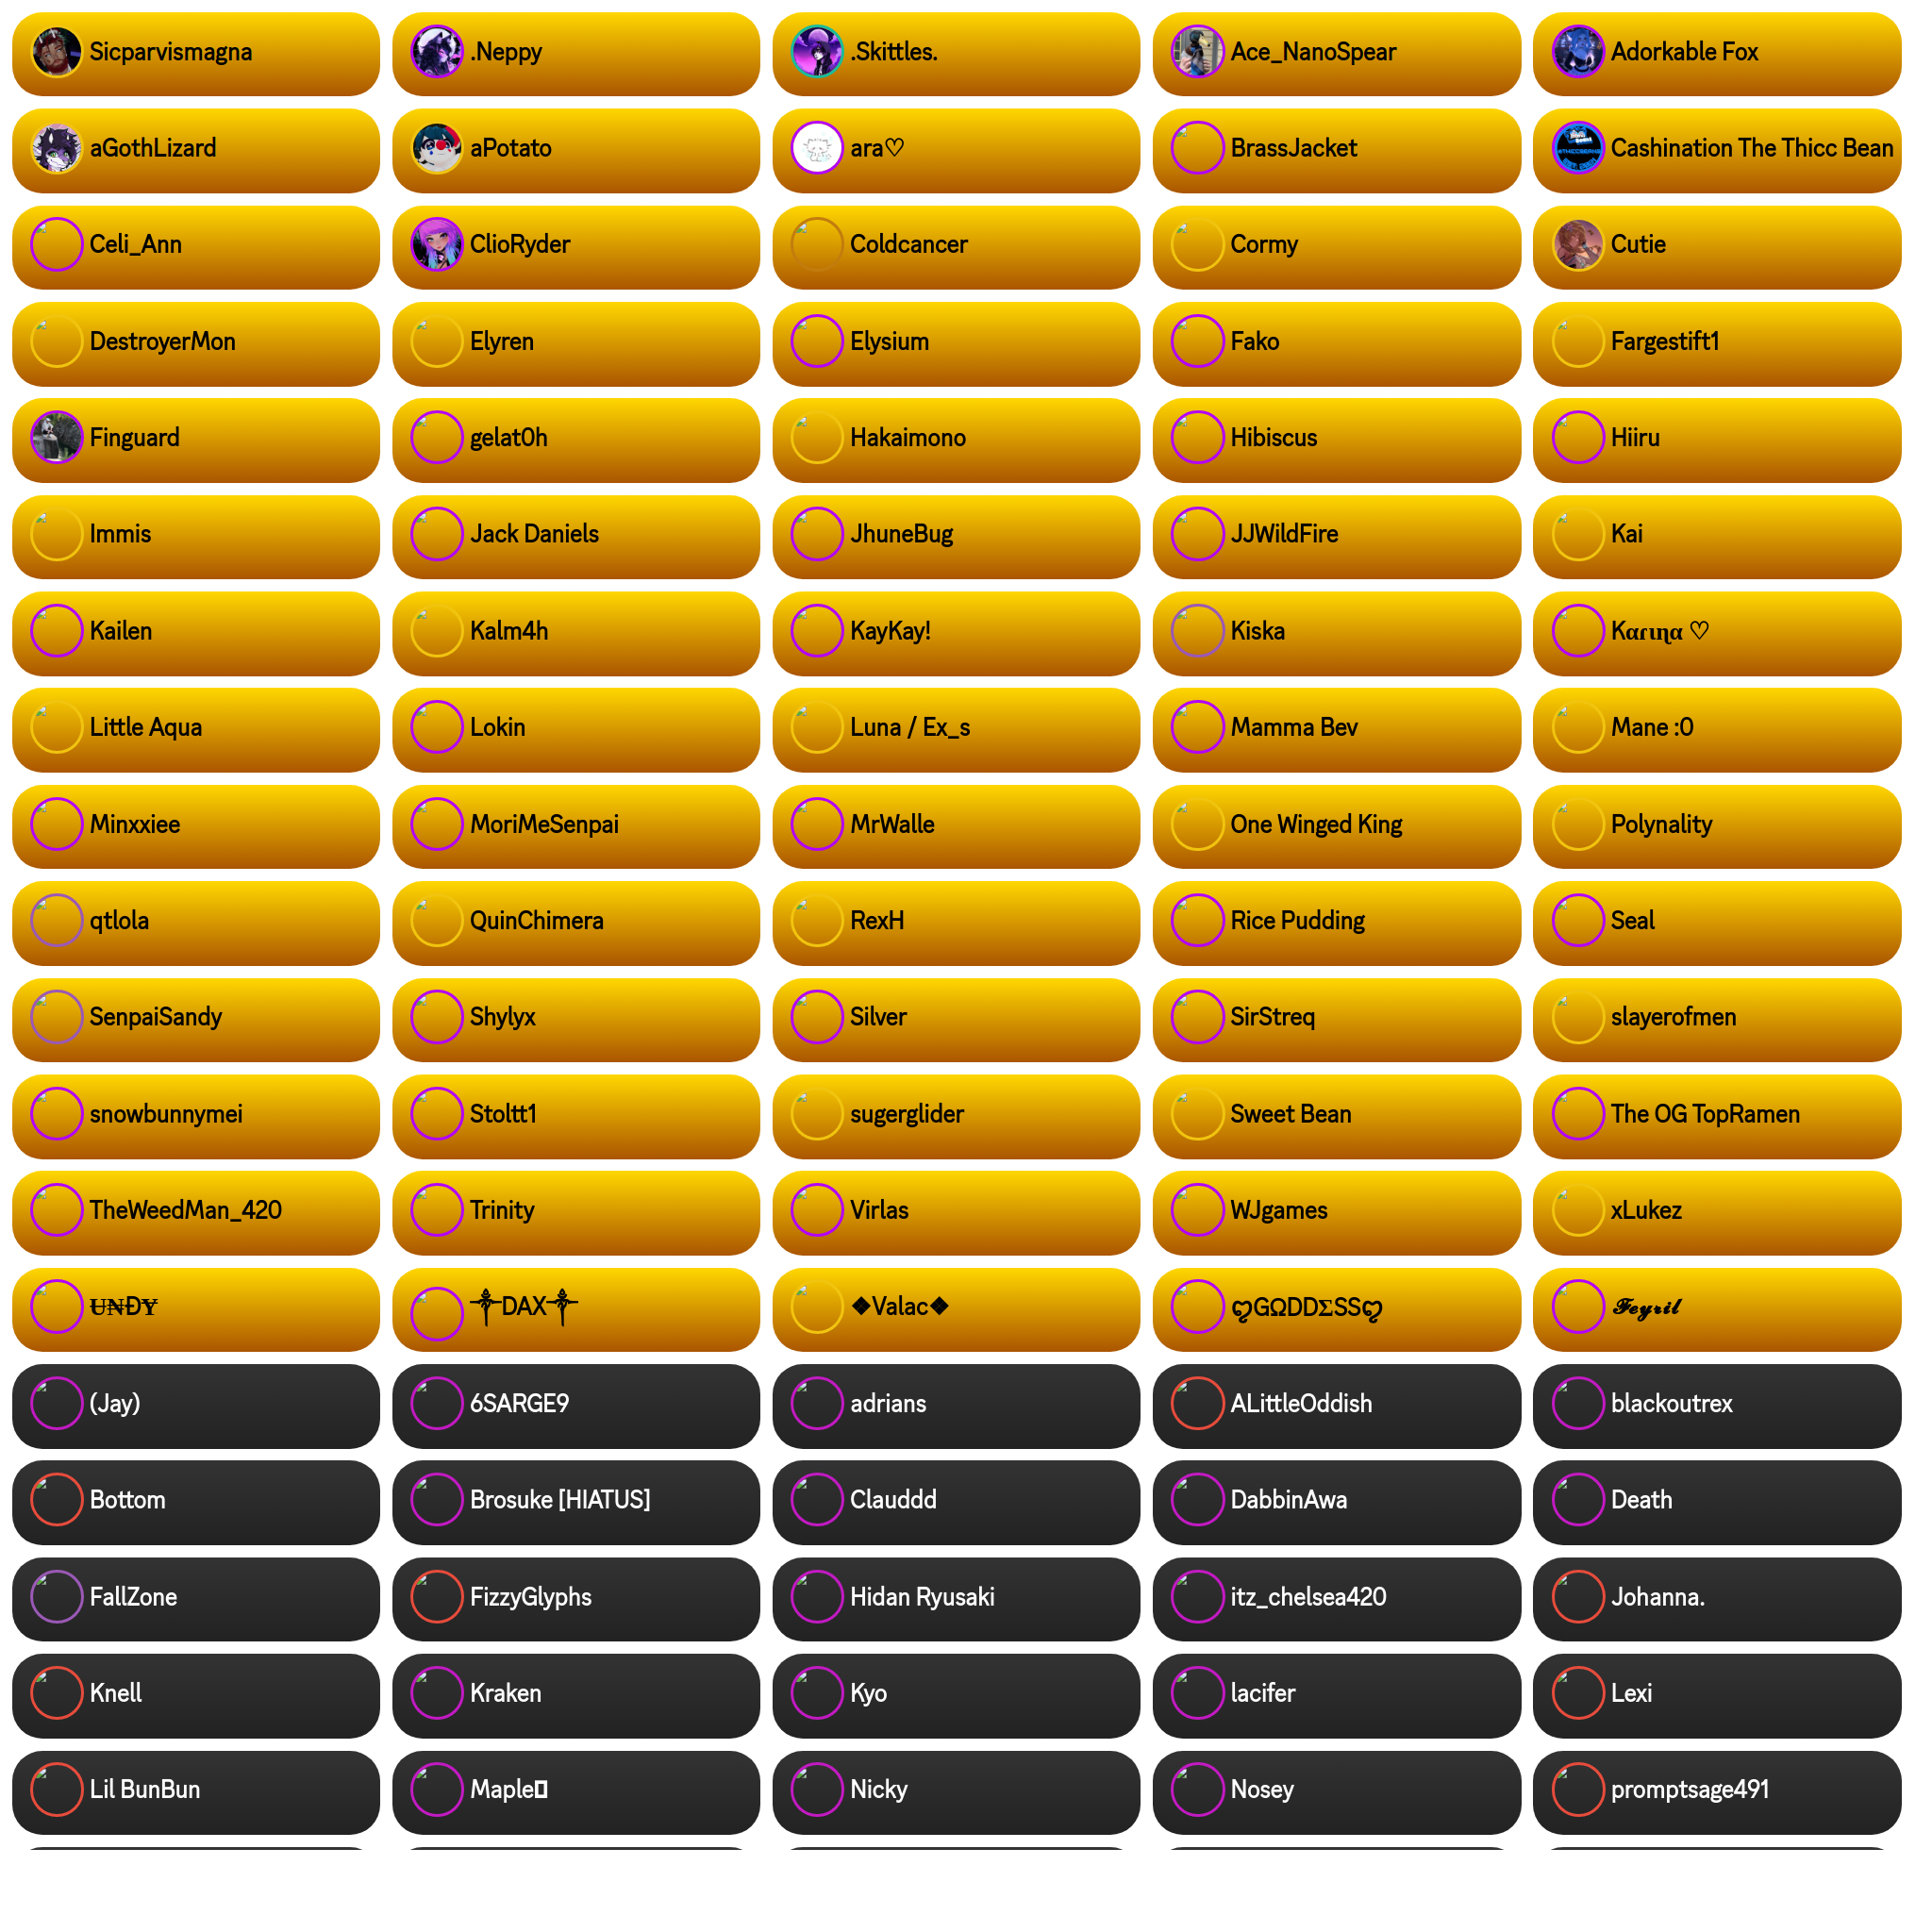 Sicparvismagna
.Neppy
.Skittles.
Ace_NanoSpear
Adorkable Fox
aGothLizard
aPotato
ara♡
BrassJacket
Cashination The Thicc Bean
Celi_Ann
ClioRyder
Coldcancer
Cormy
Cutie
DestroyerMon
Elyren
Elysium
Fako
Fargestift1
Finguard
gelat0h
Hakaimono
Hibiscus
Hiiru
Immis
Jack Daniels
JhuneBug
JJWildFire
Kai
Kailen
Kalm4h
KayKay!
Kiska
Kαɾιɳα ♡
Little Aqua
Lokin
Luna / Ex_s
Mamma Bev
Mane :0
Minxxiee
MoriMeSenpai
MrWalle
One Winged King
Polynality
qtlola
QuinChimera
RexH
Rice Pudding
Seal
SenpaiSandy
Shylyx
Silver
SirStreq
slayerofmen
snowbunnymei
Stoltt1
sugerglider
Sweet Bean
The OG TopRamen
TheWeedMan_420
Trinity
Virlas
WJgames
xLukez
Ʉ₦ĐɎ
༒DAX༒
❖Valac❖
ღGΩDDΣSSღ
𝓕𝓮𝔂𝓻𝓲𝓵
(Jay)
6SARGE9
adrians
ALittleOddish
blackoutrex
Bottom
Brosuke [HIATUS]
Clauddd
DabbinAwa
Death
FallZone
FizzyGlyphs
Hidan Ryusaki
itz_chelsea420
Johanna.
Knell
Kraken
Kyo
lacifer
Lexi
Lil BunBun
Maple
Nicky
Nosey
promptsage491